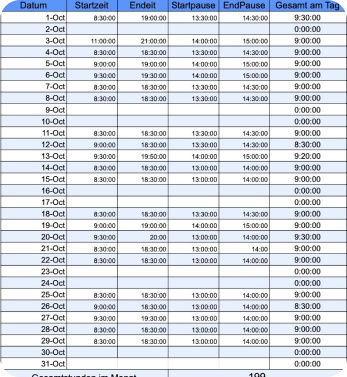 Datum Startzeit Endeit Startpause EndPause Gesamt am Tag
1-Oct 8:30:00 19:00:00 13:30:00 14:30:00 9:30:00
2-Oct 0:00:00
3-Oct 11:00:00 21:00:00 14:00:00 15:00:00 9:00:00
4-Oct 8:30:00 18:30:00 13:30:00 14:30:00 9:00:00
5-Oct 9:00:00 19:00:00 14:00:00 15:00:00 9:00:00
6-Oct 9:30:00 19:30:00 14:00:00 15:00:00 9:00:00
7-Oct 8:30:00 18:30:00 13:30:00 14:30:00 9:00:00
8-Oct 8:30:00 18:30:00 13:30:00 14:30:00 9:00:00
9-Oct 0:00:00
10-Oct 0:00:00
11-Oct 8:30:00 18:30:00 13:30:00 14:30:00 9:00:00
12-Oct 9:00:00 18:30:00 13:00:00 14:00:00 8:30:00
13-Oct 9:30:00 19:50:00 14:00:00 15:00:00 9:20:00
14-Oct 8:30:00 18:30:00 13:00:00 14:00:00 9:00:00
15-Oct 8:30:00 18:30:00 13:00:00 14:00:00 9:00:00
16-Oct 0:00:00
17-Oct 0:00:00
18-Oct 8:30:00 18:30:00 13:30:00 14:30:00 9:00:00
19-Oct 9:00:00 19:00:00 14:00:00 15:00:00 9:00:00
20-Oct 9:30:00 20:00 13:00:00 14:00:00 9:30:00
21-Oct 8:30:00 18:30:00 13:00:00 14:00 9:00:00
22-Oct 8:30:00 18:30:00 13:00:00 14:00:00 9:00:00
23-Oct 0:00:00
24-Oct 0:00:00
25-Oct 8:30:00 18:30:00 13:00:00 14:00:00 9:00:00
26-Oct 9:00:00 18:30:00 13:00:00 14:00:00 8:30:00
27-Oct 9:30:00 19:30:00 13:00:00 14:00:00 9:00:00
28-Oct 8:30:00 18:30:00 13:00:00 14:00:00 9:00:00
29-Oct 8:30:00 18:30:00 13:00:00 14:00:00 9:00:00
30-Oct 0:00:00
31-Oct 0:00:00
Gesamtstunden im Monat 199